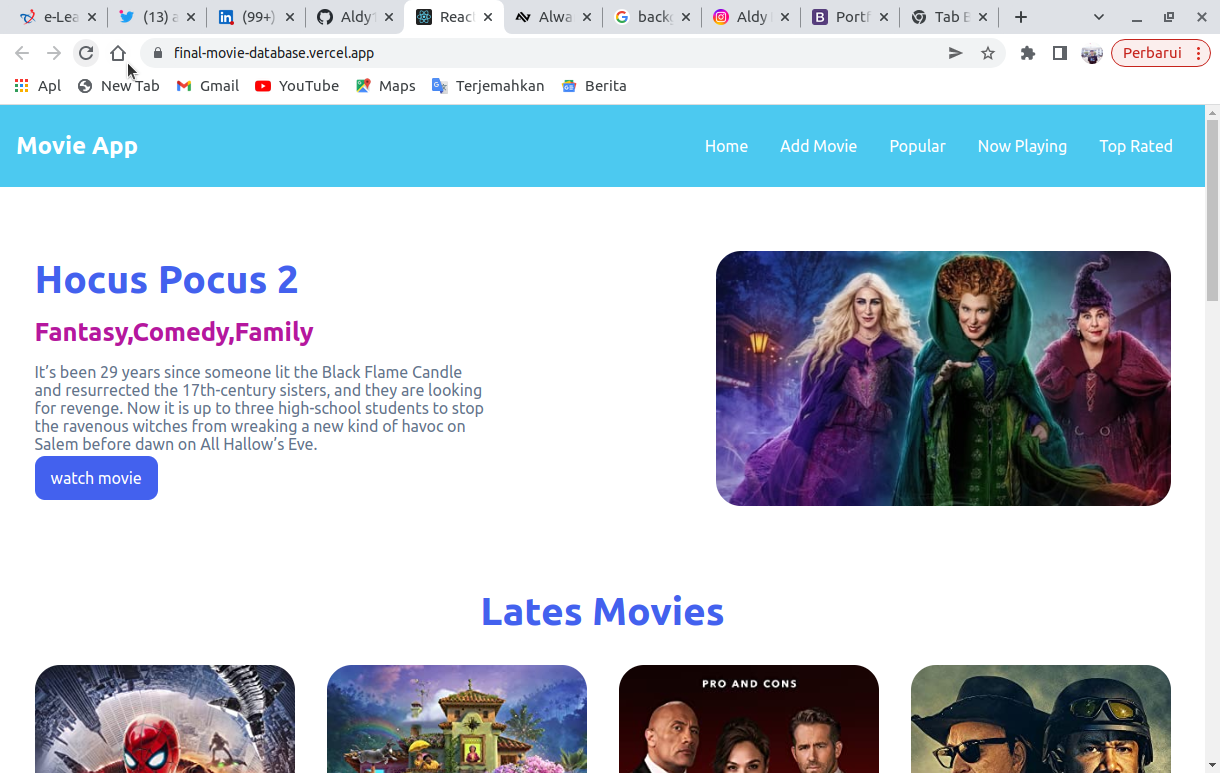 e-Lea
(13) a
(99+)
Aldy
Reac
Alwa
backg
Aldy
Portf
Tab E
final-movie-database.vercel.app
Perbarui
Apl
New Tab
Gmail
YouTube
Maps
Terjemahkan
Berita
Movie App
Home
Add Movie
Popular
Now Playing
Top Rated
Hocus Pocus 2
Fantasy,Comedy,Family
It’s been 29 years since someone lit the Black Flame Candle
and resurrected the 17th-century sisters, and they are looking
for revenge. Now it is up to three high-school students to stop
the ravenous witches from wreaking a new kind of havoc on
Salem before dawn on All Hallow’s Eve.
watch movie
Lates Movies
PRO AND CONS